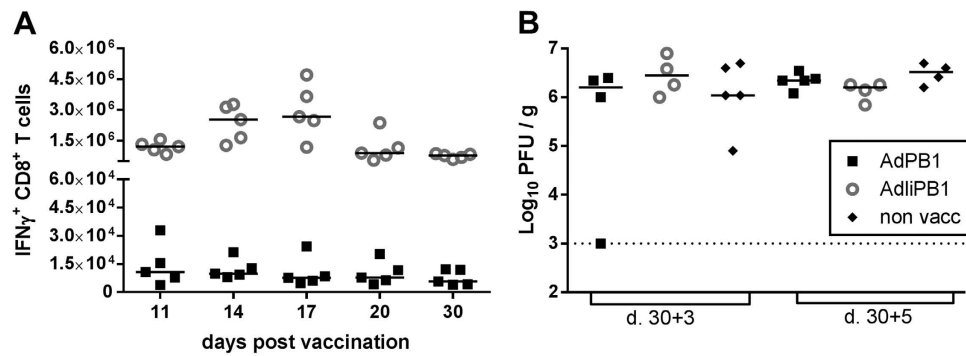 A
IFNγ⁺ CD8⁺ T cells
6.0×10⁶
4.5×10⁶
3.0×10⁶
1.5×10⁶
6.0×10⁴
4.5×10⁴
3.0×10⁴
1.5×10⁴
0
11 14 17 20 30
days post vaccination
B
Log₁₀ PFU / g
7
6
5
4
3
2
AdPB1
AdIiPB1
non vacc
d. 30+3 d. 30+5